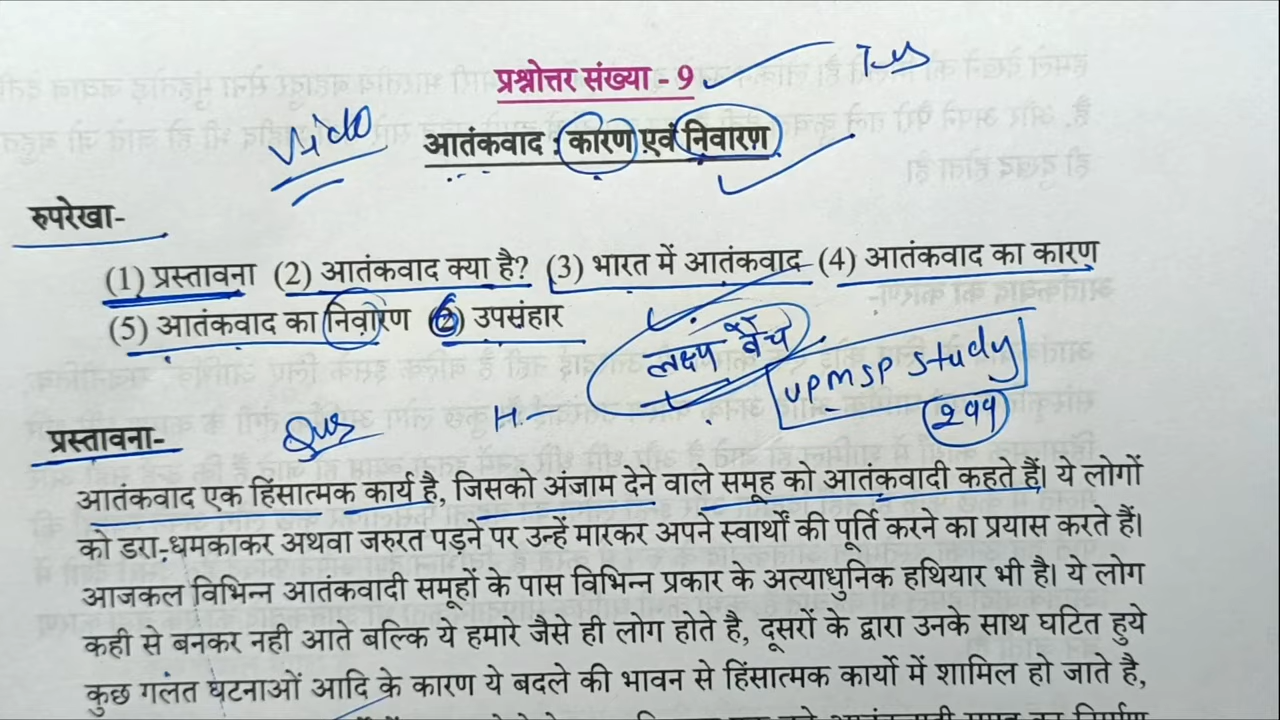 प्रश्नोत्तर संख्या - 9
Video
आतंकवाद : कारण एवं निवारण
रुपरेखा-
(1) प्रस्तावना (2) आतंकवाद क्या है? (3) भारत में आतंकवाद (4) आतंकवाद का कारण
(5) आतंकवाद का निवारण (6) उपसंहार
लक्ष्य बैच
UPMSP Study
H.-
299
प्रस्तावना-
आतंकवाद एक हिंसात्मक कार्य है, जिसको अंजाम देने वाले समूह को आतंकवादी कहते हैं। ये लोगों
को डरा-धमकाकर अथवा जरुरत पड़ने पर उन्हें मारकर अपने स्वार्थों की पूर्ति करने का प्रयास करते हैं।
आजकल विभिन्न आतंकवादी समूहों के पास विभिन्न प्रकार के अत्याधुनिक हथियार भी है। ये लोग
कही से बनकर नही आते बल्कि ये हमारे जैसे ही लोग होते है, दूसरों के द्वारा उनके साथ घटित हुये
कुछ गलत घटनाओं आदि के कारण ये बदले की भावन से हिंसात्मक कार्यो में शामिल हो जाते है,